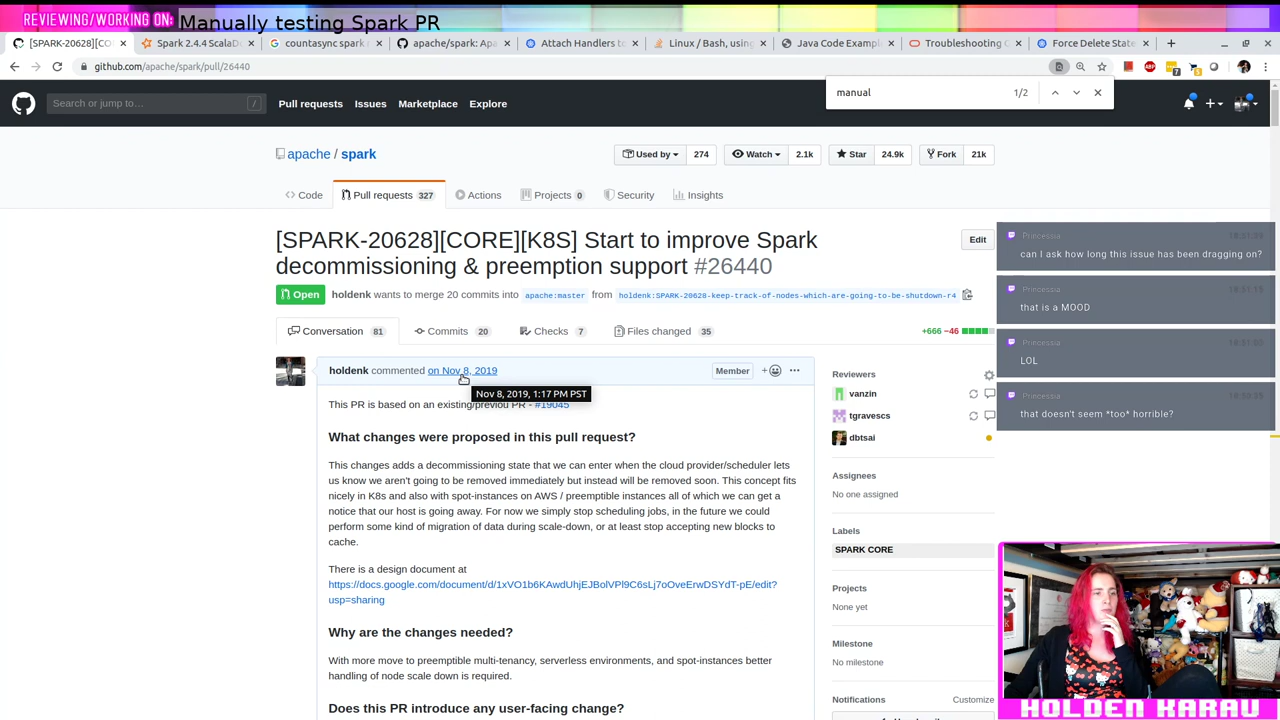 REVIEWING/WORKING ON: Manually testing Spark PR
[SPARK-20628][CO
Spark 2.4.4 ScalaD
countasync spark r
apache/spark: Apa
Attach Handlers to
Linux / Bash, using
Java Code Example
Troubleshooting C
Force Delete State
github.com/apache/spark/pull/26440
manual 1/2
Search or jump to... /
Pull requests Issues Marketplace Explore
apache / spark
Used by 274 Watch 2.1k Star 24.9k Fork 21k
Code Pull requests 327 Actions Projects 0 Security Insights
[SPARK-20628][CORE][K8S] Start to improve Spark
decommissioning & preemption support #26440
Edit
Open holdenk wants to merge 20 commits into apache:master from holdenk:SPARK-20628-keep-track-of-nodes-which-are-going-to-be-shutdown-r4
Conversation 81 Commits 20 Checks 7 Files changed 35 +666 −46
holdenk commented on Nov 8, 2019 Member
Nov 8, 2019, 1:17 PM PST
This PR is based on an existing/previou PR - #19045
What changes were proposed in this pull request?
This changes adds a decommissioning state that we can enter when the cloud provider/scheduler lets
us know we aren't going to be removed immediately but instead will be removed soon. This concept fits
nicely in K8s and also with spot-instances on AWS / preemptible instances all of which we can get a
notice that our host is going away. For now we simply stop scheduling jobs, in the future we could
perform some kind of migration of data during scale-down, or at least stop accepting new blocks to
cache.
There is a design document at
https://docs.google.com/document/d/1xVO1b6KAwdUhjEJBolVPl9C6sLj7oOveErwDSYdT-pE/edit?
usp=sharing
Why are the changes needed?
With more move to preemptible multi-tenancy, serverless environments, and spot-instances better
handling of node scale down is required.
Does this PR introduce any user-facing change?
Reviewers
vanzin
tgravescs
dbtsai
Assignees
No one assigned
Labels
SPARK CORE
Projects
None yet
Milestone
No milestone
Notifications Customize
Princessia
can I ask how long this issue has been dragging on?
Princessia
that is a MOOD
Princessia
LOL
Princessia
that doesn't seem *too* horrible?
HOLDEN KARAU